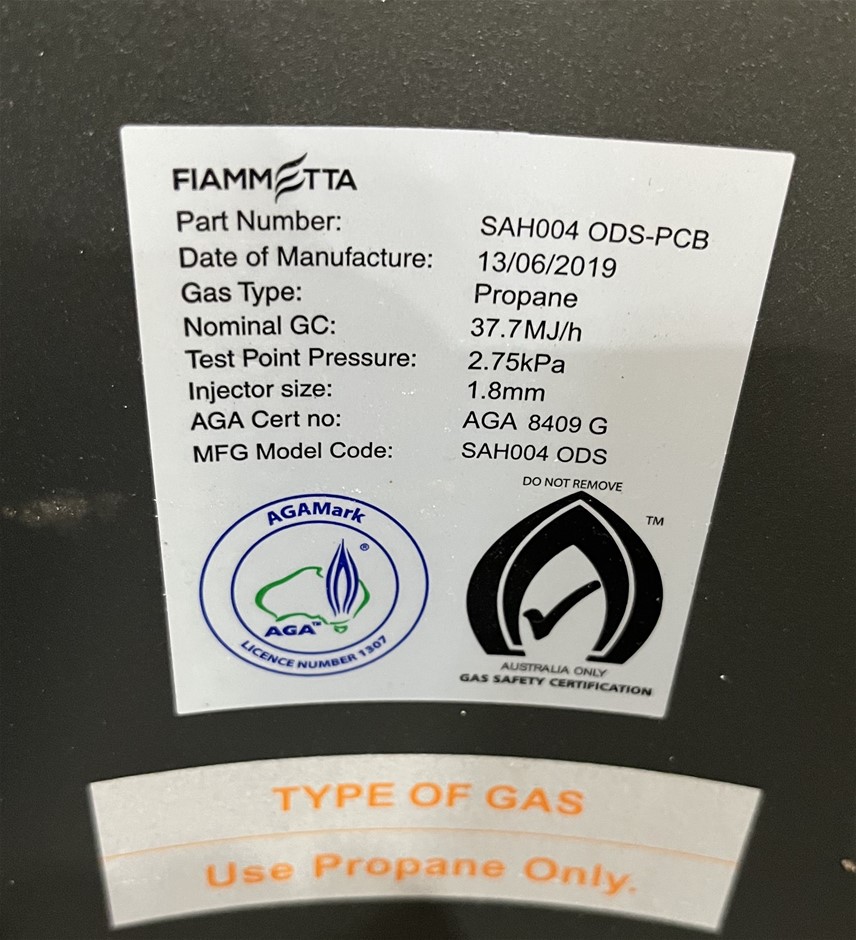 FIAMMETTA
Part Number: SAH004 ODS-PCB
Date of Manufacture: 13/06/2019
Gas Type: Propane
Nominal GC: 37.7MJ/h
Test Point Pressure: 2.75kPa
Injector size: 1.8mm
AGA Cert no: AGA 8409 G
MFG Model Code: SAH004 ODS
AGAMark
®
AGA™
LICENCE NUMBER 1307
DO NOT REMOVE
TM
AUSTRALIA ONLY
GAS SAFETY CERTIFICATION
TYPE OF GAS
Use Propane Only.